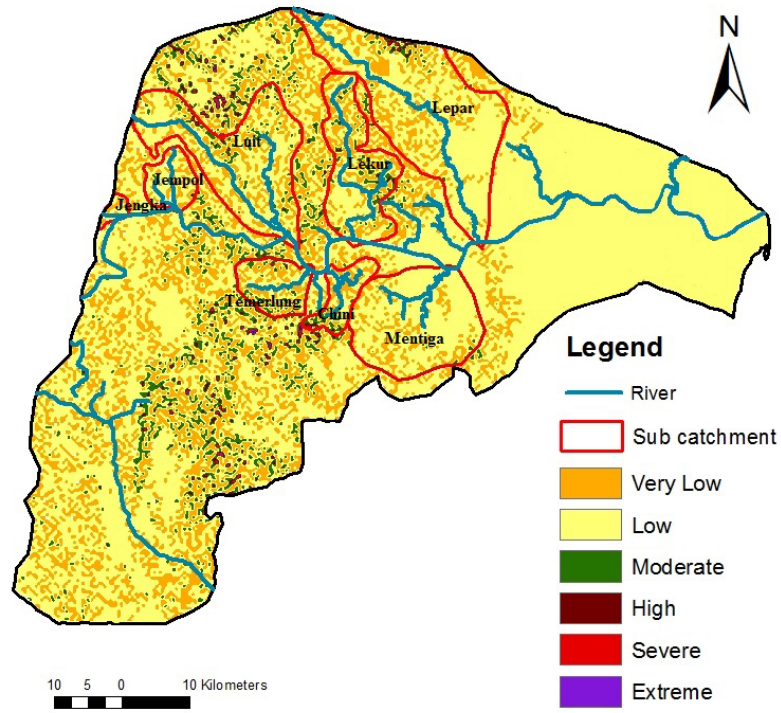 N
Lepar
Luit
Lekur
Jempol
Jengka
Temerlung
Chini
Mentiga
Legend
River
Sub catchment
Very Low
Low
Moderate
High
Severe
Extreme
10 5 0 10 Kilometers